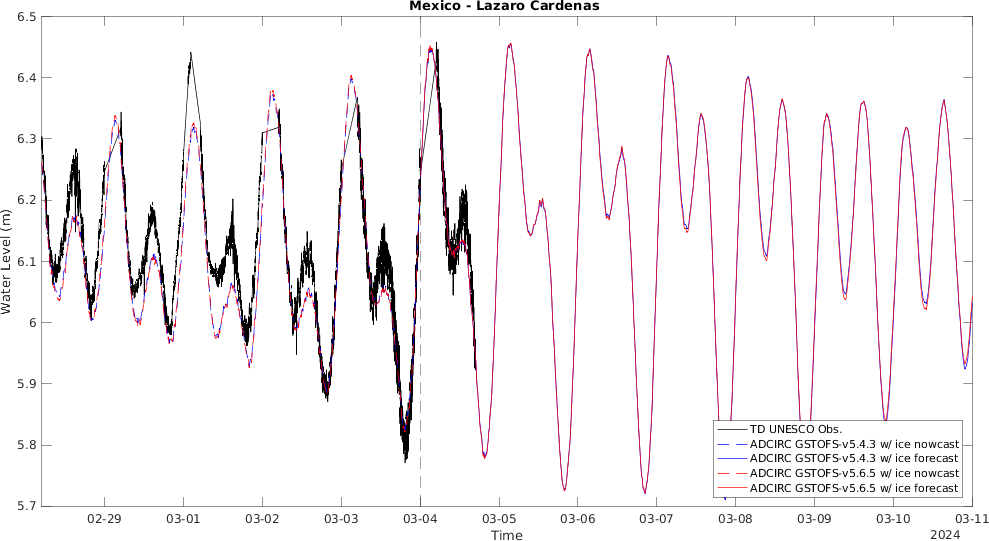 Mexico - Lazaro Cardenas
6.5
6.4
6.3
6.2
6.1
6
5.9
5.8
5.7
Water Level (m)
TD UNESCO Obs.
ADCIRC GSTOFS-v5.4.3 w/ ice nowcast
ADCIRC GSTOFS-v5.4.3 w/ ice forecast
ADCIRC GSTOFS-v5.6.5 w/ ice nowcast
ADCIRC GSTOFS-v5.6.5 w/ ice forecast
02-29 03-01 03-02 03-03 03-04 03-05 03-06 03-07 03-08 03-09 03-10 03-11
Time 2024